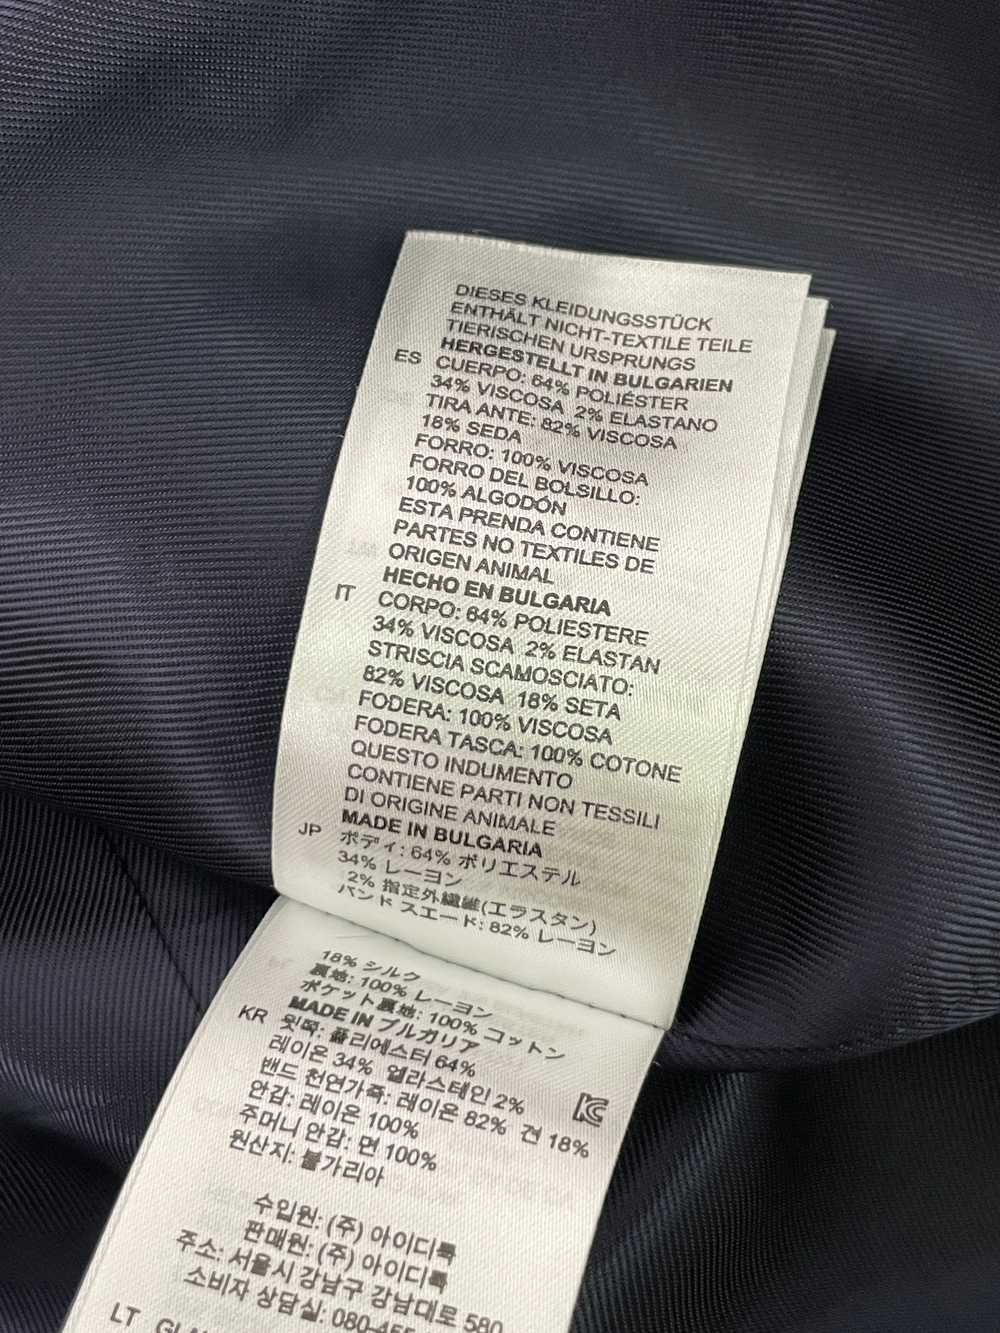 DIESES KLEIDUNGSSTÜCK
ENTHÄLT NICHT-TEXTILE TEILE
TIERISCHEN URSPRUNGS
HERGESTELLT IN BULGARIEN
ES CUERPO: 64% POLIÉSTER
34% VISCOSA 2% ELASTANO
TIRA ANTE: 82% VISCOSA
18% SEDA
FORRO: 100% VISCOSA
FORRO DEL BOLSILLO:
100% ALGODÓN
ESTA PRENDA CONTIENE
PARTES NO TEXTILES DE
ORIGEN ANIMAL
HECHO EN BULGARIA
IT CORPO: 64% POLIESTERE
34% VISCOSA 2% ELASTAN
STRISCIA SCAMOSCIATO:
82% VISCOSA 18% SETA
FODERA: 100% VISCOSA
FODERA TASCA: 100% COTONE
QUESTO INDUMENTO
CONTIENE PARTI NON TESSILI
DI ORIGINE ANIMALE
MADE IN BULGARIA
JP ボディ: 64% ポリエステル
34% レーヨン
2% 指定外繊維(エラスタン)
バンド スエード: 82% レーヨン
18% シルク
裏地: 100% レーヨン
ポケット裏地: 100% コットン
MADE IN ブルガリア
KR 윗쪽: 폴리에스터 64%
레이온 34% 엘라스테인 2%
밴드 천연가죽: 레이온 82% 견 18%
안감: 레이온 100%
주머니 안감: 면 100%
원산지: 불가리아
수입원: (주) 아이디룩
판매원: (주) 아이디룩
주소: 서울시 강남구 강남대로 580
소비자 상담실: 080-455
LT